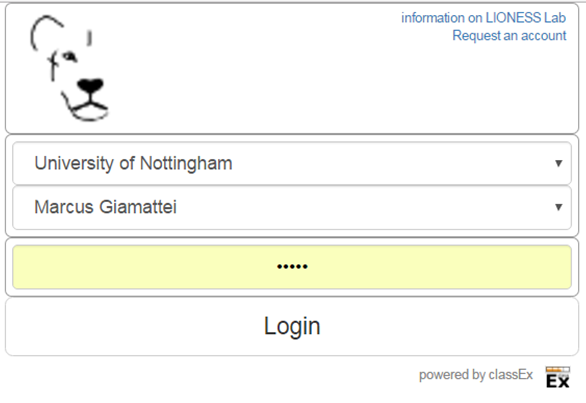 information on LIONESS Lab
Request an account
University of Nottingham
Marcus Giamattei
•••••
Login
powered by classEx
Ex